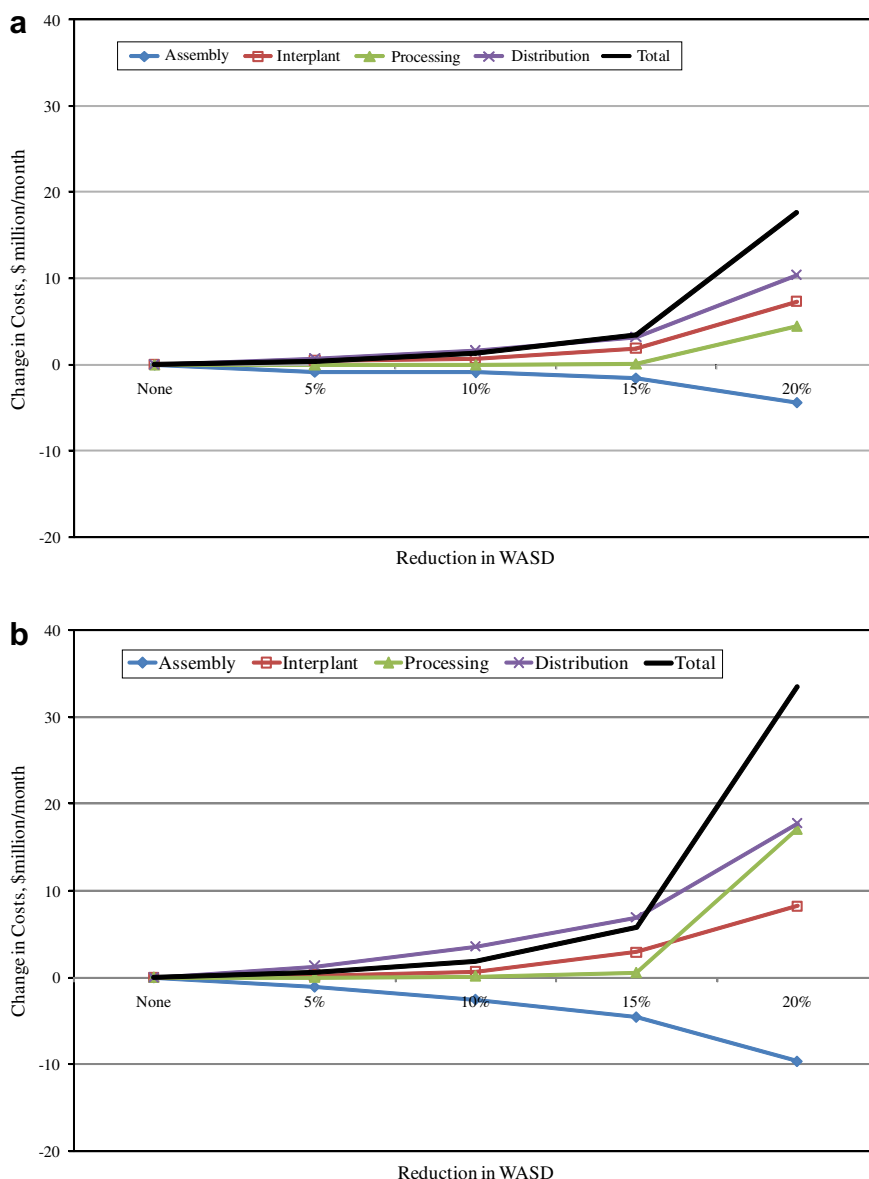 a
40
Assembly Interplant Processing Distribution Total
30
20
10
0
-10
-20
Change in Costs, $ million/month
None 5% 10% 15% 20%
Reduction in WASD
b
40
Assembly Interplant Processing Distribution Total
30
20
10
0
-10
-20
Change in Costs, $million/month
None 5% 10% 15% 20%
Reduction in WASD